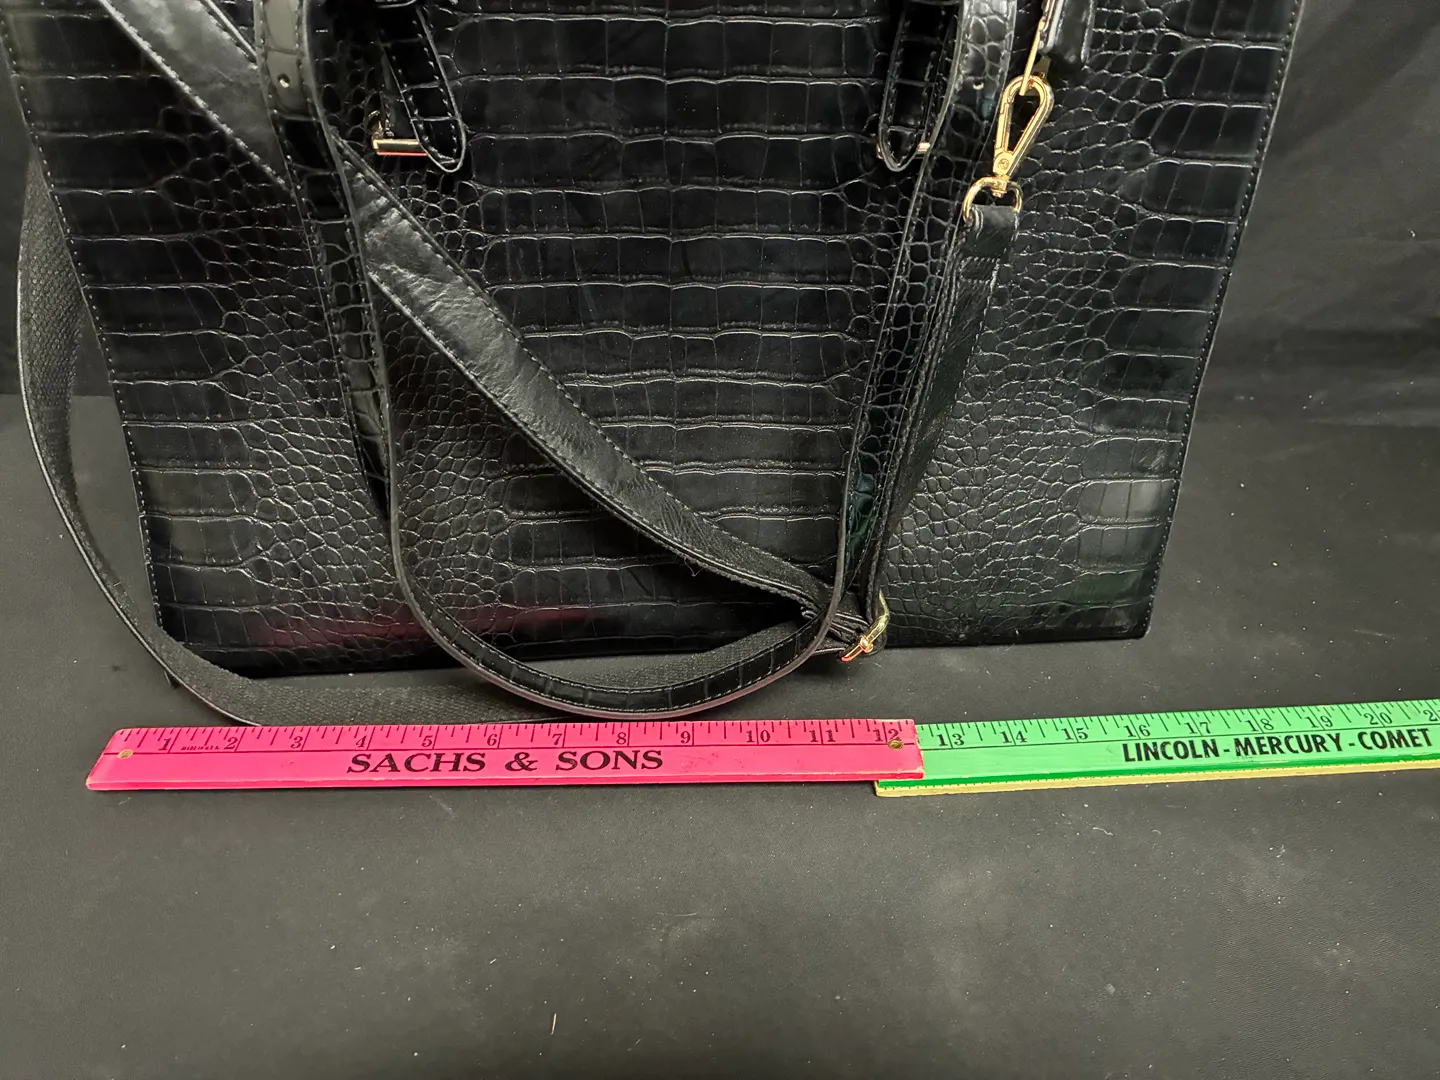 1 2 3 4 5 6 7 8 9 10 11 12 13 14 15 16 17 18 19 20
SACHS & SONS
LINCOLN-MERCURY-COMET